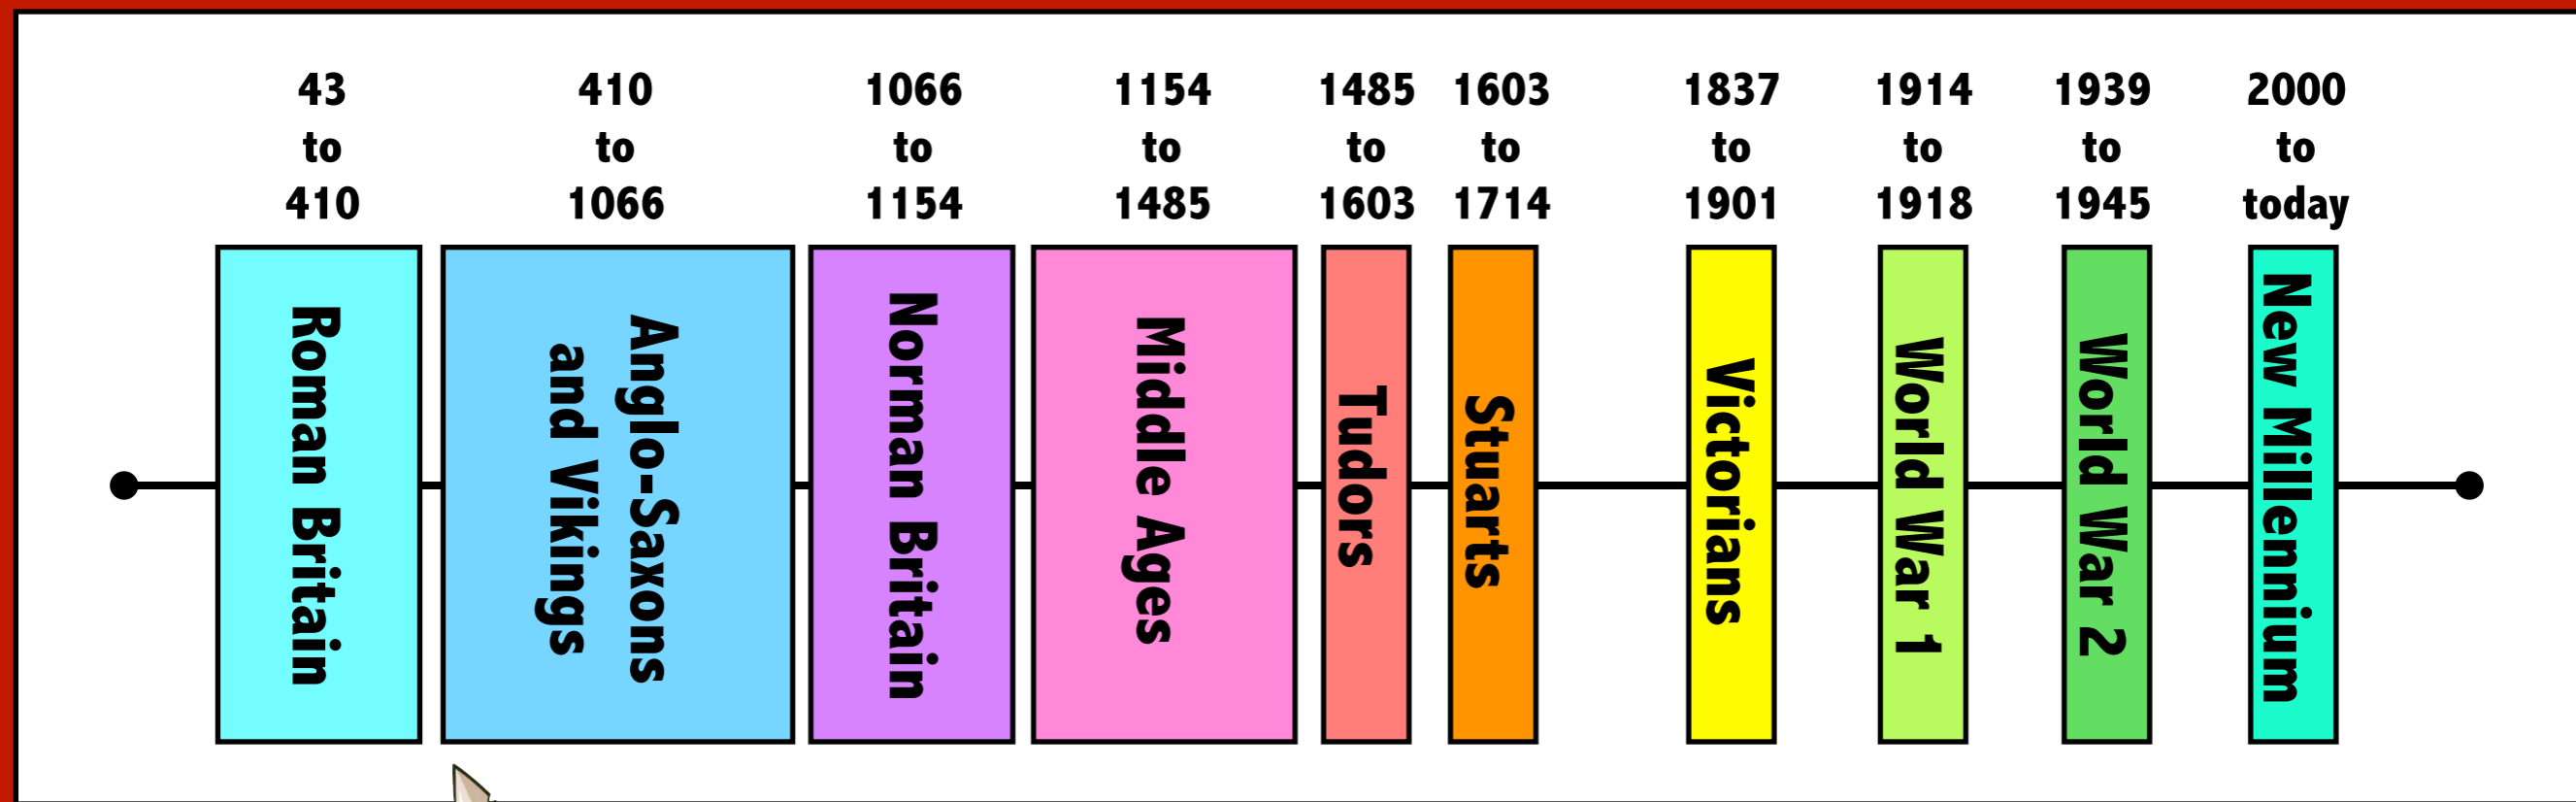 43
to
410
410
to
1066
1066
to
1154
1154
to
1485
1485
to
1603
1603
to
1714
1837
to
1901
1914
to
1918
1939
to
1945
2000
to
today
Roman Britain
Anglo-Saxons
and Vikings
Norman Britain
Middle Ages
Tudors
Stuarts
Victorians
World War 1
World War 2
New Millennium